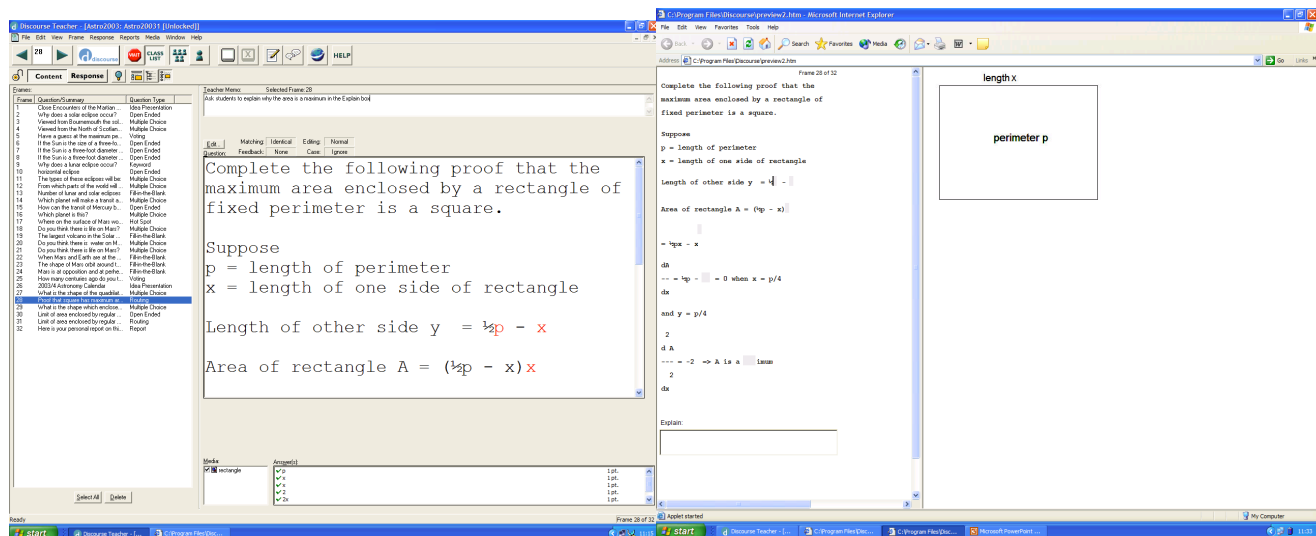 Discourse Teacher - [Astro2003: Astro20031 [Unlocked]]
File Edit View Frame Response Reports Media Window Help
28
discourse
WAIT
CLASS LIST
HELP
Content Response
Frames:
Frame Question/Summary Question Type
1 Close Encounters of the Martian ... Idea Presentation
2 Why does a solar eclipse occur? Open Ended
3 Viewed from Bournemouth the sol... Multiple Choice
4 Viewed from the North of Scotlan... Multiple Choice
5 Have a guess at the maximum pe... Voting
6 If the Sun is the size of a three-fo... Open Ended
7 If the Sun is a three-foot diameter ... Open Ended
8 If the Sun is a three-foot diameter ... Open Ended
9 Why does a lunar eclipse occur? Keyword
10 horizontal eclipse Open Ended
11 The types of these eclipses will be: Multiple Choice
12 From which parts of the world will ... Multiple Choice
13 Number of lunar and solar eclipses Fill-in-the-Blank
14 Which planet will make a transit a... Multiple Choice
15 How can the transit of Mercury b... Open Ended
16 Which planet is this? Multiple Choice
17 Where on the surface of Mars wo... Hot Spot
18 Do you think there is life on Mars? Multiple Choice
19 The largest volcano in the Solar ... Fill-in-the-Blank
20 Do you think there is water on M... Multiple Choice
21 Do you think there is life on Mars? Multiple Choice
22 When Mars and Earth are at the ... Fill-in-the-Blank
23 The shape of Mars orbit around t... Fill-in-the-Blank
24 Mars is at opposition and at perihe... Fill-in-the-Blank
25 How many centuries ago do you t... Voting
26 2003/4 Astronomy Calendar Idea Presentation
27 What is the shape of the quadrilat... Multiple Choice
28 Proof that square has maximum ar... Routing
29 What is the shape which enclose... Multiple Choice
30 Limit of area enclosed by regular ... Open Ended
31 Limit of area enclosed by regular ... Routing
32 Here is your personal report on thi... Report
Select All Delete
Teacher Memo: Selected Frame:28
Ask students to explain why the area is a maximum in the Explain box
Edit... Matching: Identical Editing: Normal
Question: Feedback: None Case: Ignore
Complete the following proof that the
maximum area enclosed by a rectangle of
fixed perimeter is a square.
Suppose
p = length of perimeter
x = length of one side of rectangle
Length of other side y = ½p - x
Area of rectangle A = (½p - x)x
Media:
rectangle
Answer(s):
p 1 pt.
x 1 pt.
x 1 pt.
2 1 pt.
2x 1 pt.
Ready
Frame 28 of 32
start
Discourse Teacher - [...
C:\Program Files\Disc...
C:\Program Files\Discourse\preview2.htm - Microsoft Internet Explorer
File Edit View Favorites Tools Help
Back Search Favorites Media
Address C:\Program Files\Discourse\preview2.htm Go Links
Frame 28 of 32
Complete the following proof that the
maximum area enclosed by a rectangle of
fixed perimeter is a square.
Suppose
p = length of perimeter
x = length of one side of rectangle
Length of other side y = ½ -
Area of rectangle A = (½p - x)
= ½px - x
dA
-- = ½p - = 0 when x = p/4
dx
and y = p/4
2
d A
--- = -2 => A is a imum
2
dx
Explain:
length x
perimeter p
Applet started
My Computer
start
Discourse Teacher - [...
C:\Program Files\Disc...
C:\Program Files\Disc...
Microsoft PowerPoint ...
11:33